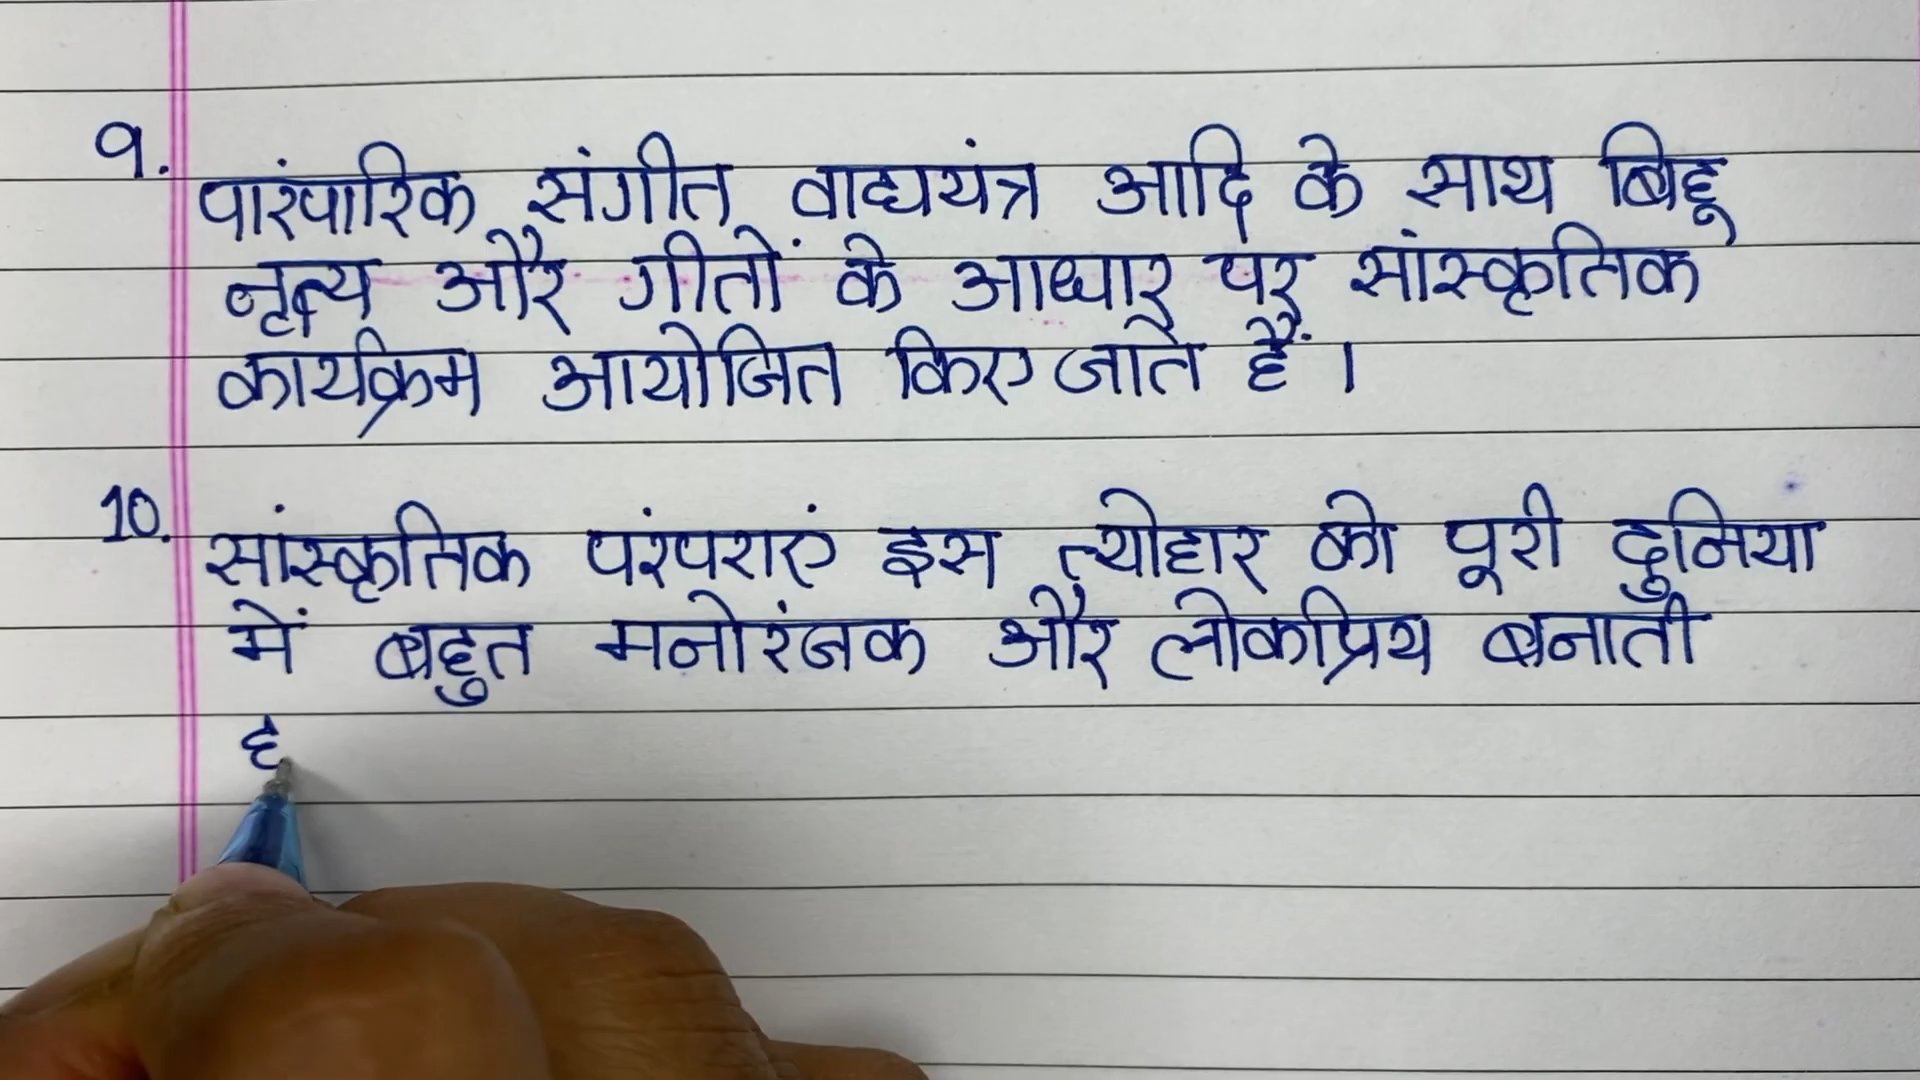 9.
पारंपारिक संगीत वाद्ययंत्र आदि के साथ बिहू
नृत्य और गीतों के आधार पर सांस्कृतिक
कार्यक्रम आयोजित किए जाते हैं।
10.
सांस्कृतिक परंपराएं इस त्योहार को पूरी दुनिया
में बहुत मनोरंजक और लोकप्रिय बनाती
ह